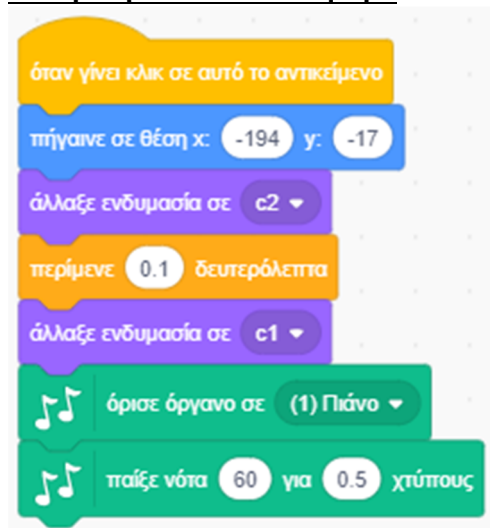 όταν γίνει κλικ σε αυτό το αντικείμενο
πήγαινε σε θέση x: -194 y: -17
άλλαξε ενδυμασία σε c2
περίμενε 0.1 δευτερόλεπτα
άλλαξε ενδυμασία σε c1
όρισε όργανο σε (1) Πιάνο
παίξε νότα 60 για 0.5 χτύπους